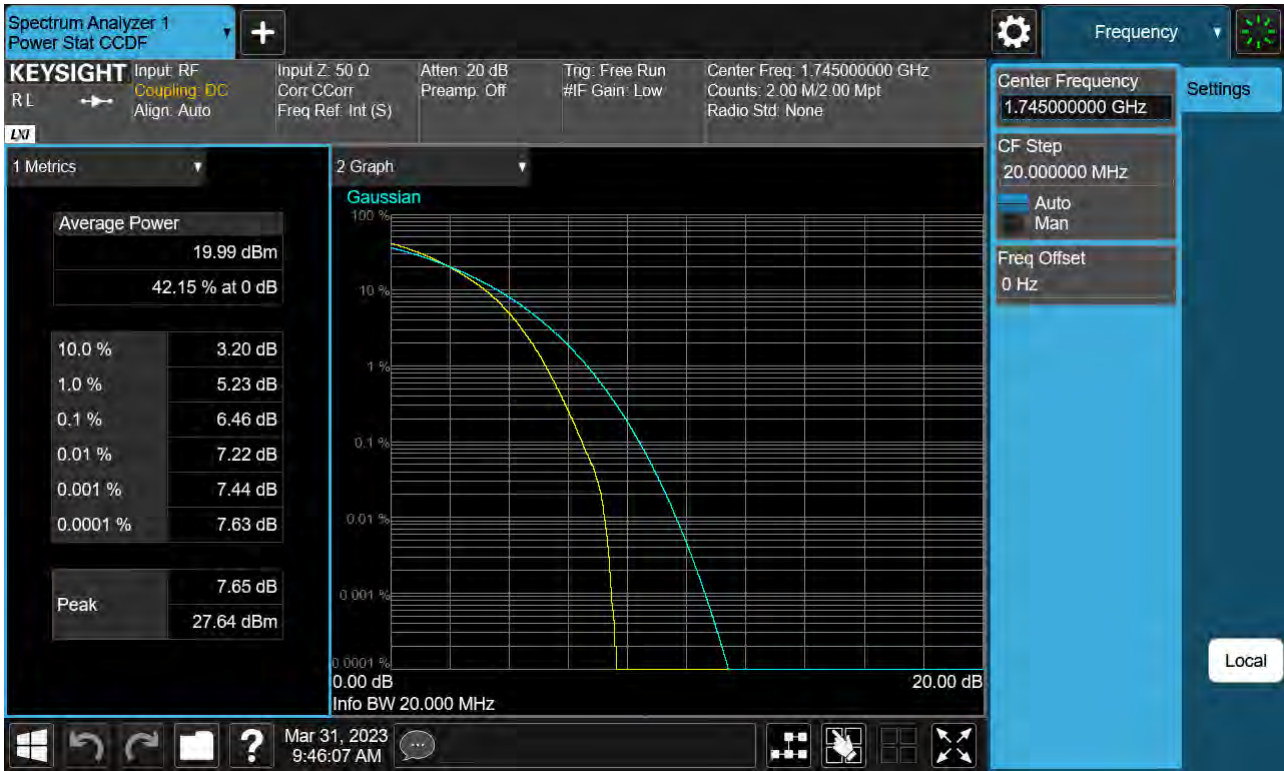 Spectrum Analyzer 1
Power Stat CCDF
+
Frequency
KEYSIGHT
RL
LXI
Input: RF
Coupling: DC
Align: Auto
Input Z: 50 Ω
Corr CCorr
Freq Ref: Int (S)
Atten: 20 dB
Preamp: Off
Trig: Free Run
#IF Gain: Low
Center Freq: 1.745000000 GHz
Counts: 2.00 M/2.00 Mpt
Radio Std: None
Center Frequency
1.745000000 GHz
CF Step
20.000000 MHz
Auto
Man
Freq Offset
0 Hz
Settings
Local
1 Metrics
Average Power
19.99 dBm
42.15 % at 0 dB
10.0 % 3.20 dB
1.0 % 5.23 dB
0.1 % 6.46 dB
0.01 % 7.22 dB
0.001 % 7.44 dB
0.0001 % 7.63 dB
Peak
7.65 dB
27.64 dBm
2 Graph
Gaussian
100 %
10 %
1 %
0.1 %
0.01 %
0.001 %
0.0001 %
0.00 dB 20.00 dB
Info BW 20.000 MHz
?
Mar 31, 2023
9:46:07 AM